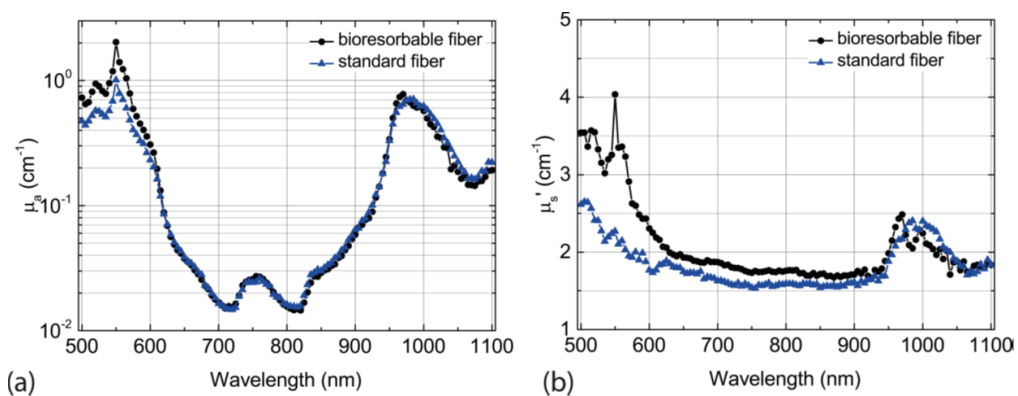 bioresorbable fiber
standard fiber
10⁰
10⁻¹
10⁻²
μa (cm⁻¹)
500 600 700 800 900 1000 1100
Wavelength (nm)
(a)
bioresorbable fiber
standard fiber
5
4
3
2
1
μs' (cm⁻¹)
500 600 700 800 900 1000 1100
Wavelength (nm)
(b)